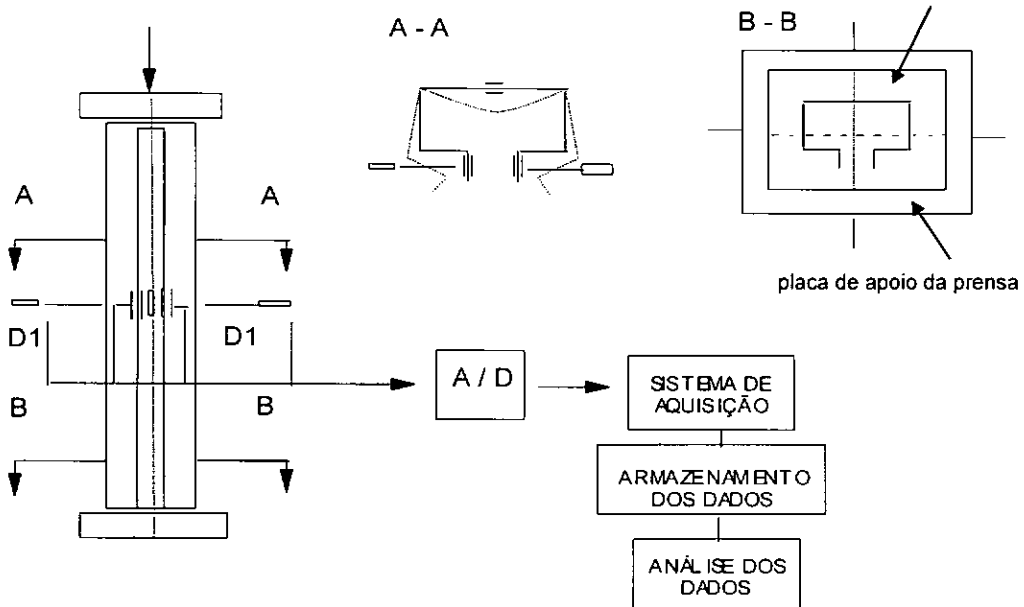 A - A
B - B
A
A
placa de apoio da prensa
D1
D1
B
B
A / D
SISTEMA DE
AQUISIÇÃO
ARMAZENAMENTO
DOS DADOS
ANÁLISE DOS
DADOS